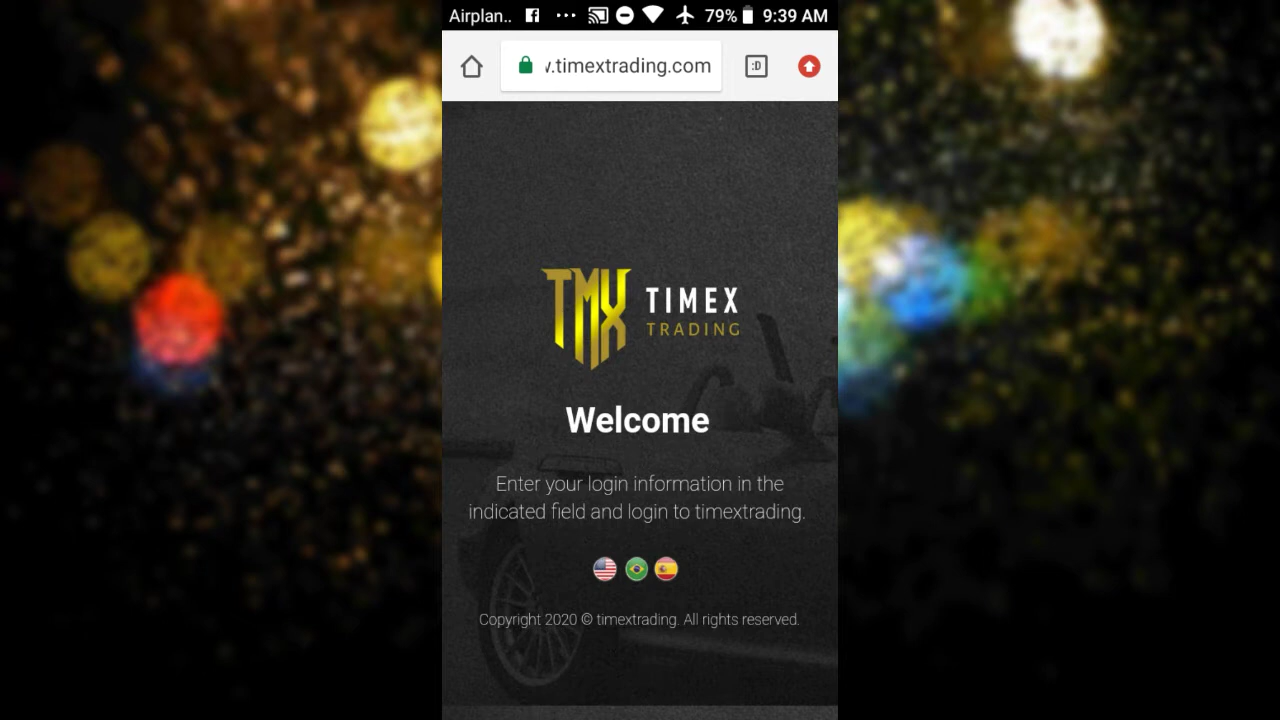 Airplan.. 79% 9:39 AM
.timextrading.com
:D
TMX TIMEX
TRADING
Welcome
Enter your login information in the
indicated field and login to timextrading.
Copyright 2020 © timextrading. All rights reserved.